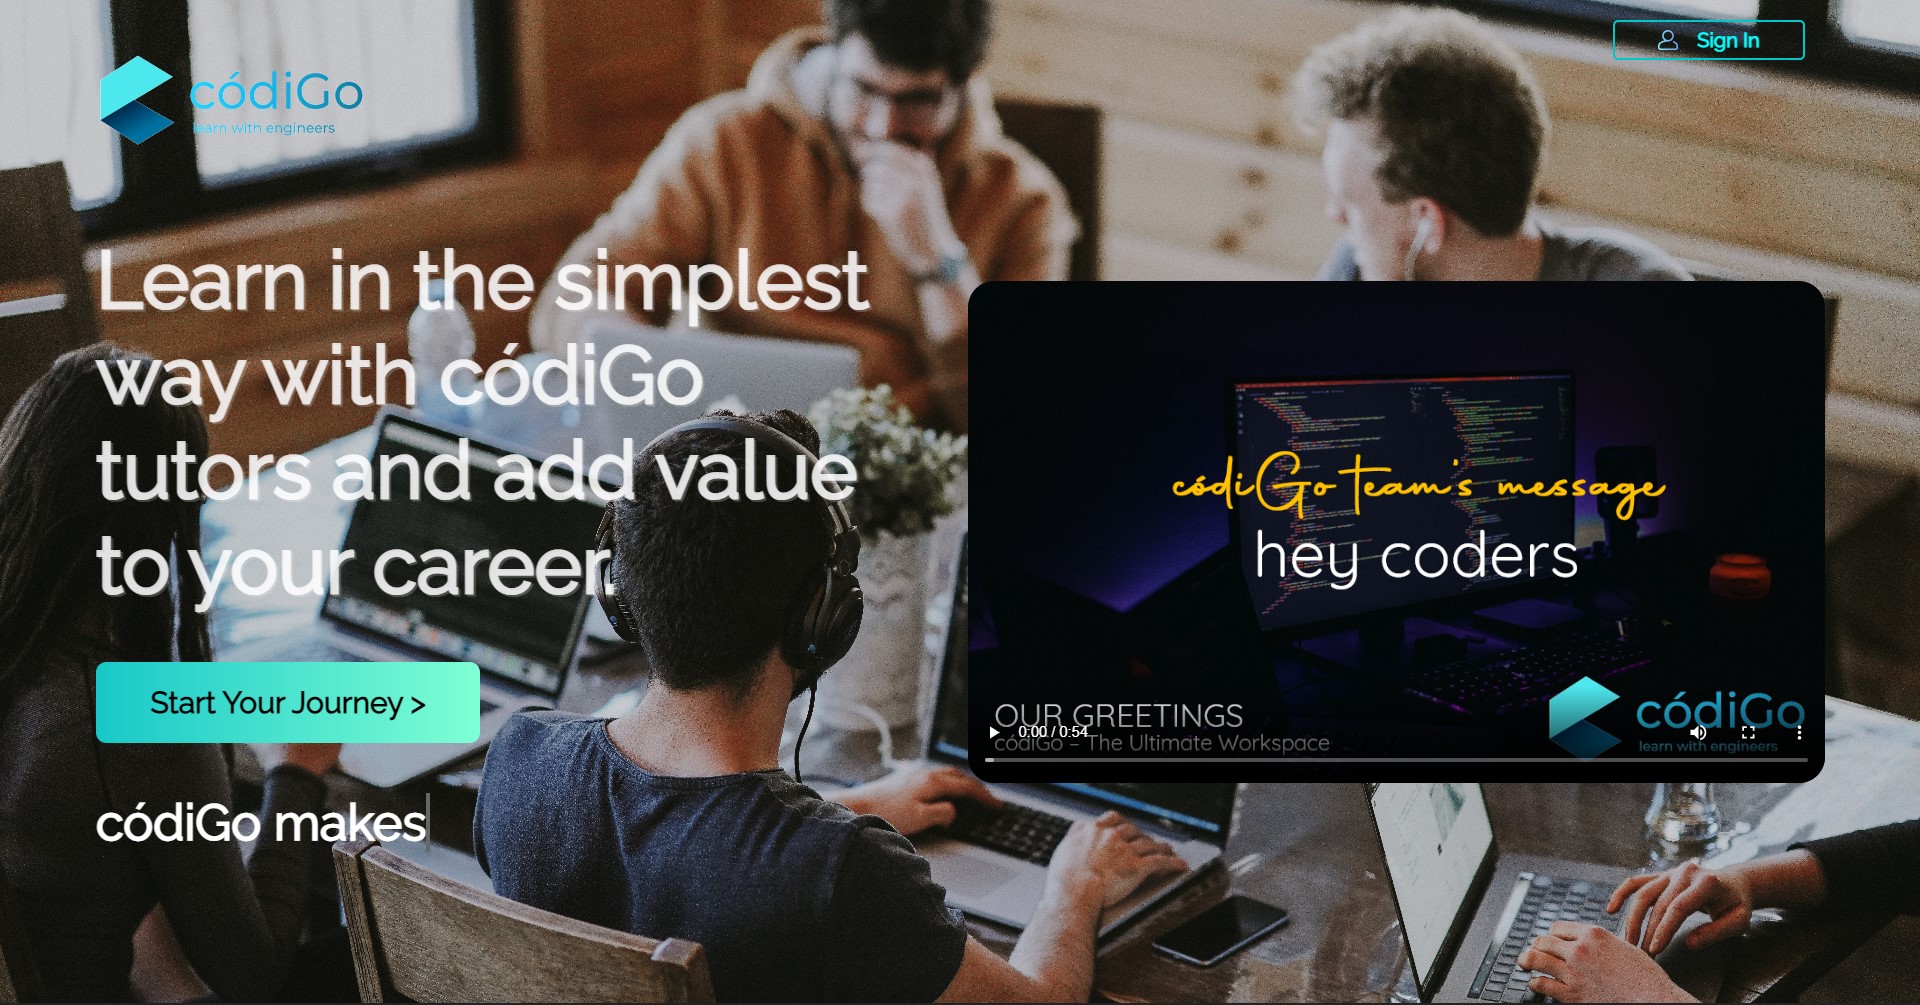 Sign In
códiGo
learn with engineers
Learn in the simplest
way with códiGo
tutors and add value
to your career.
Start Your Journey >
códiGo makes
códiGo team's message
hey coders
OUR GREETINGS
códiGo – The Ultimate Workspace
0:00 / 0:54
códiGo
learn with engineers